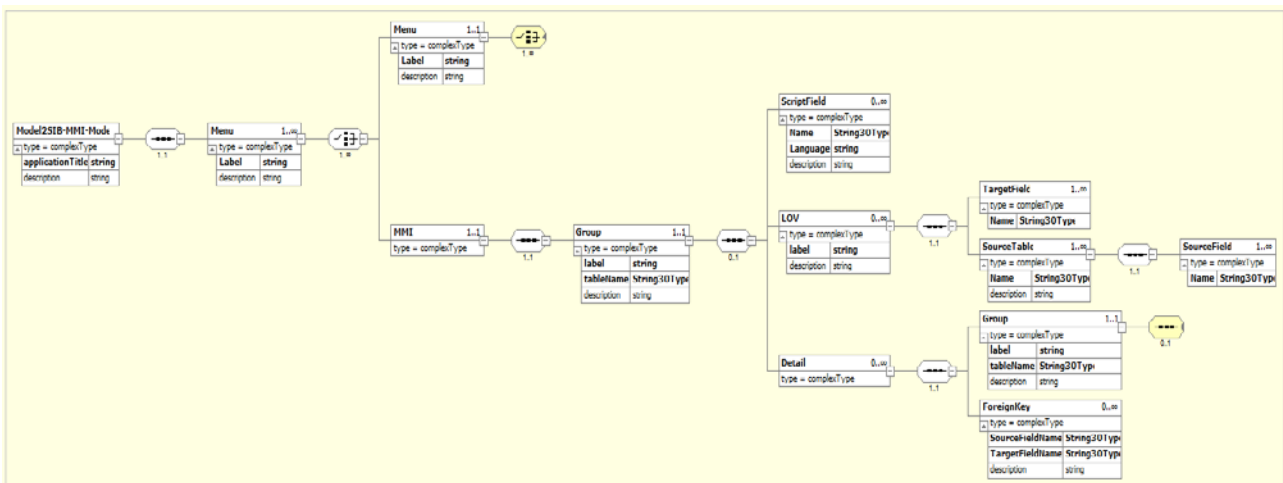 Model2SIB-MMI-Mode
type = complexType
applicationTitle string
description string
1..1
Menu 1..∞
type = complexType
Label string
description string
1..∞
Menu 1..1
type = complexType
Label string
description string
1..∞
MMI 1..1
type = complexType
1..1
Group 1..1
type = complexType
label string
tableName String30Type
description string
0..1
ScriptField 0..∞
type = complexType
Name String30Type
Language string
description string
LOV 0..∞
type = complexType
label string
description string
1..1
TargetField 1..∞
type = complexType
Name String30Type
SourceTable 1..∞
type = complexType
Name String30Type
description string
1..1
SourceField 1..∞
type = complexType
Name String30Type
Detail 0..∞
type = complexType
1..1
Group 1..1
type = complexType
label string
tableName String30Type
description string
0..1
ForeignKey 0..∞
type = complexType
SourceFieldName String30Type
TargetFieldName String30Type
description string